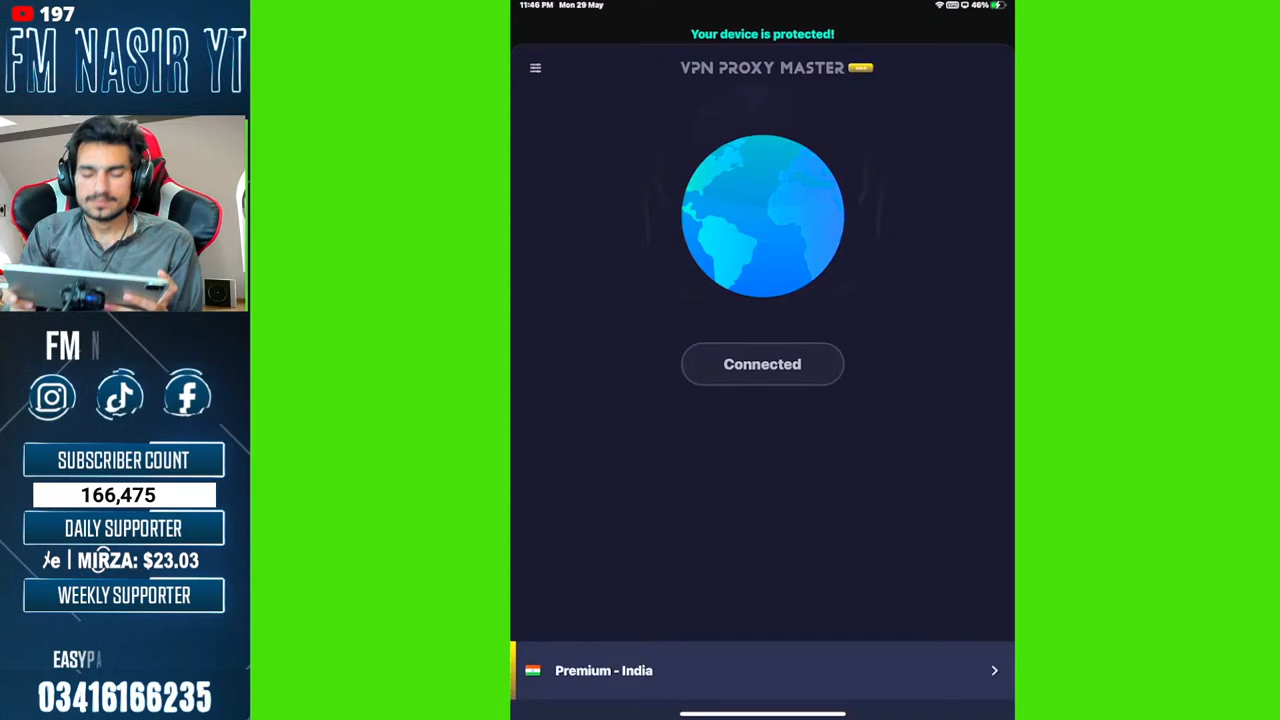 197
FM NASIR YT
FM N
SUBSCRIBER COUNT
166,475
DAILY SUPPORTER
e | MIRZA: $23.03
WEEKLY SUPPORTER
EASYPA
03416166235
11:46 PM Mon 29 May
46%
Your device is protected!
VPN PROXY MASTER
Connected
Premium - India